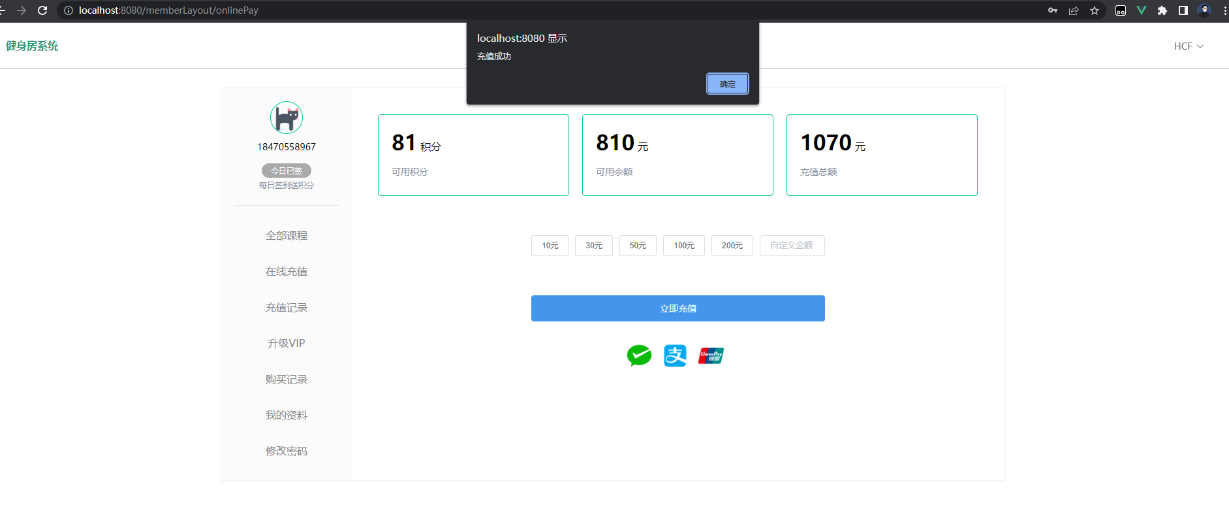 localhost:8080/memberLayout/onlinePay
健身房系统
HCF
localhost:8080 显示
充值成功
确定
18470558967
今日已签
每日签到送积分
全部课程
在线充值
充值记录
升级VIP
购买记录
我的资料
修改密码
81 积分
可用积分
810 元
可用余额
1070 元
充值总额
10元 30元 50元 100元 200元 自定义金额
立即充值
支
UnionPay